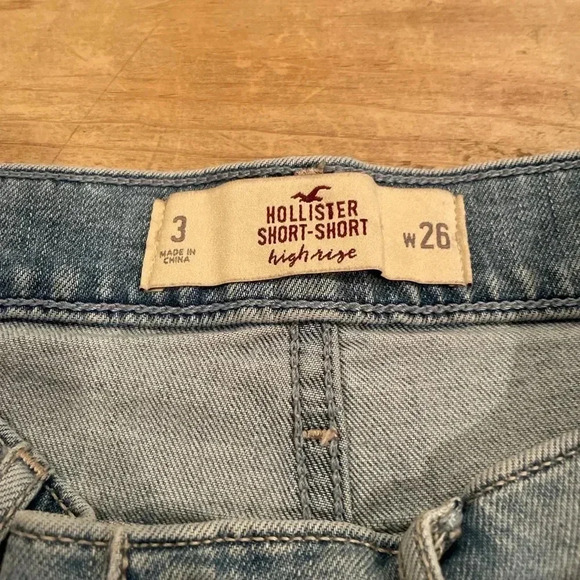 3
MADE IN
CHINA
HOLLISTER
SHORT-SHORT
high rise
W 26